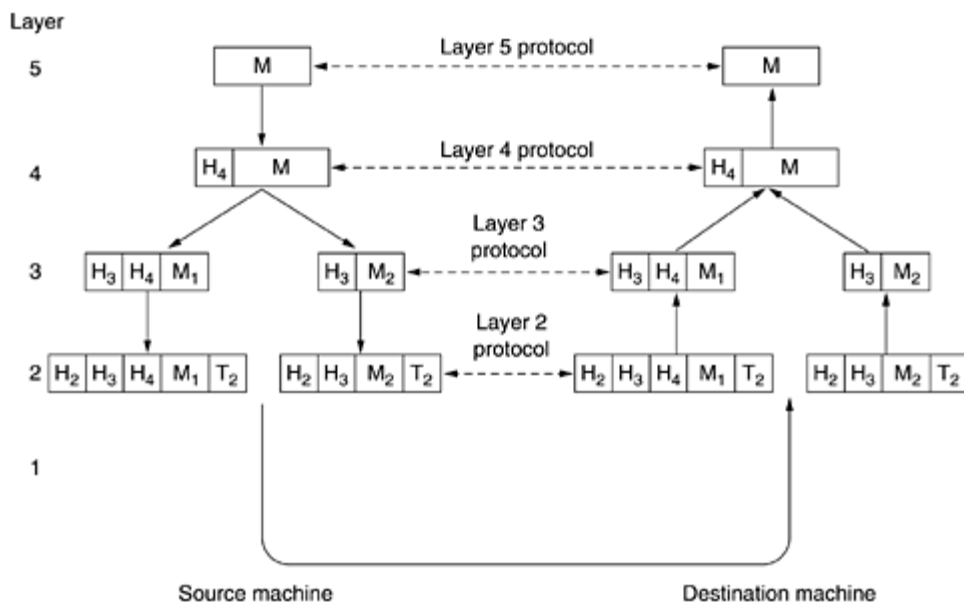 Layer
5 M Layer 5 protocol M
4 H₄ M Layer 4 protocol H₄ M
Layer 3
protocol
3 H₃ H₄ M₁ H₃ M₂ H₃ H₄ M₁ H₃ M₂
Layer 2
protocol
2 H₂ H₃ H₄ M₁ T₂ H₂ H₃ M₂ T₂ H₂ H₃ H₄ M₁ T₂ H₂ H₃ M₂ T₂
1
Source machine Destination machine